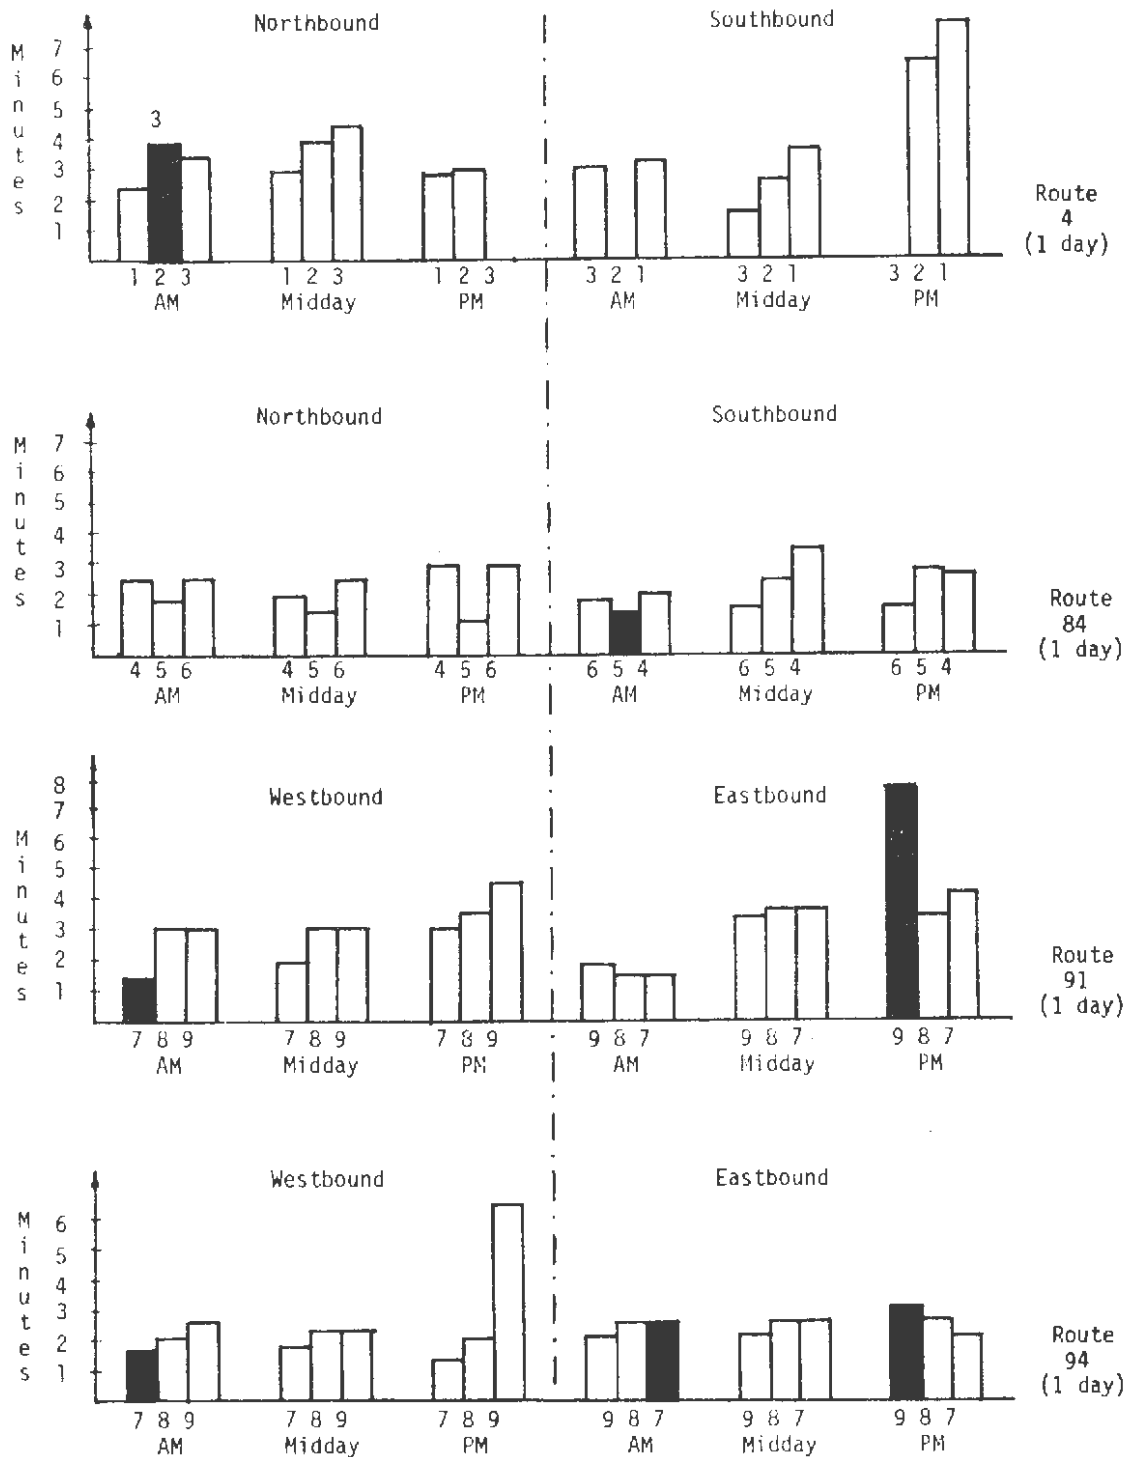 Northbound
Southbound
Minutes
7
6
5
4
3
2
1
3
1 2 3
AM
1 2 3
Midday
1 2 3
PM
3 2 1
AM
3 2 1
Midday
3 2 1
PM
Route
4
(1 day)
Northbound
Southbound
Minutes
7
6
5
4
3
2
1
4 5 6
AM
4 5 6
Midday
4 5 6
PM
6 5 4
AM
6 5 4
Midday
6 5 4
PM
Route
84
(1 day)
Westbound
Eastbound
Minutes
8
7
6
5
4
3
2
1
7 8 9
AM
7 8 9
Midday
7 8 9
PM
9 8 7
AM
9 8 7
Midday
9 8 7
PM
Route
91
(1 day)
Westbound
Eastbound
Minutes
6
5
4
3
2
1
7 8 9
AM
7 8 9
Midday
7 8 9
PM
9 8 7
AM
9 8 7
Midday
9 8 7
PM
Route
94
(1 day)